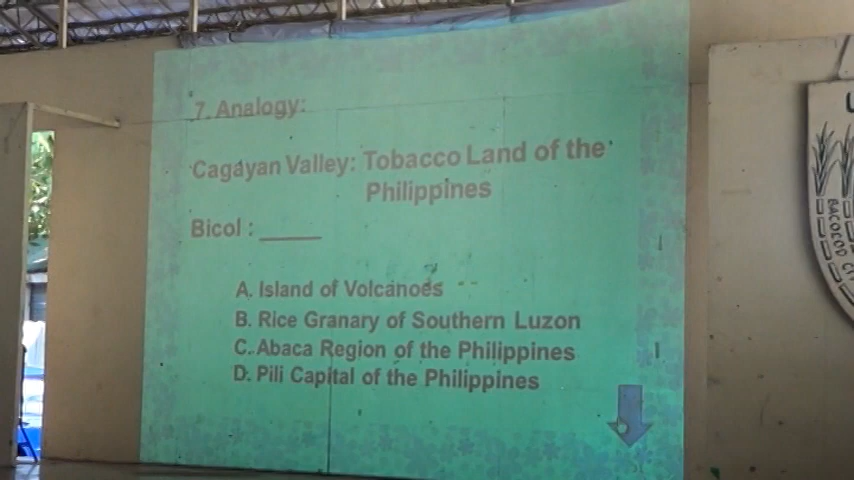 7. Analogy:
Cagayan Valley: Tobacco Land of the
Philippines
Bicol : _____
A. Island of Volcanoes
B. Rice Granary of Southern Luzon
C. Abaca Region of the Philippines
D. Pili Capital of the Philippines
BACOLOD